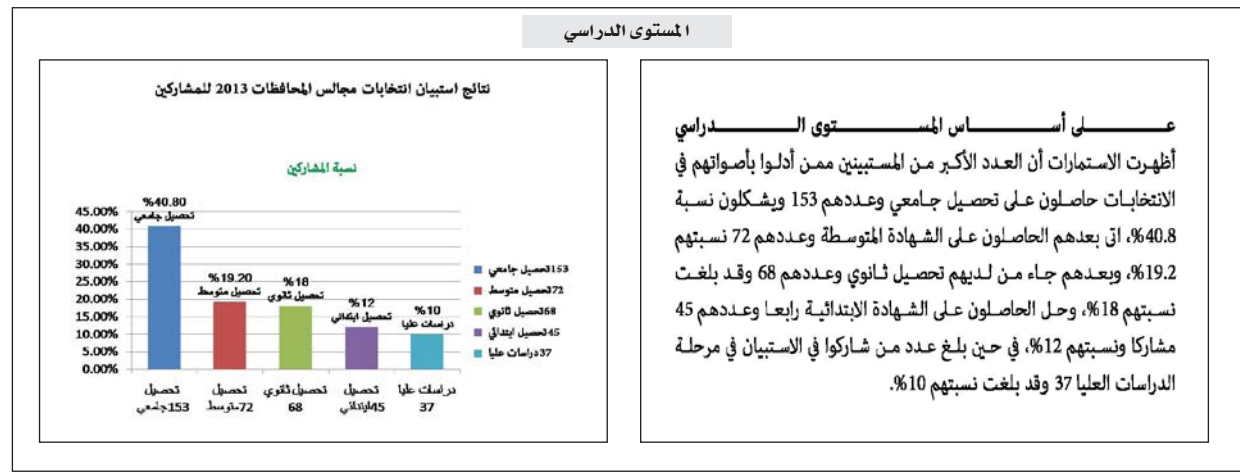 المستوى الدراسي
على أساس المستوى الدراسي
أظهرت الاستمارات أن العدد الأكبر من المستبينين ممن أدلوا بأصواتهم في
الانتخابات حاصلون على تحصيل جامعي وعددهم 153 ويشكلون نسبة
40.8%، اتى بعدهم الحاصلون على الشهادة المتوسطة وعددهم 72 نسبتهم
19.2%، وبعدهم جاء من لديهم تحصيل ثانوي وعددهم 68 وقد بلغت
نسبتهم 18%، وحل الحاصلون على الشهادة الابتدائية رابعا وعددهم 45
مشاركا ونسبتهم 12%، في حين بلغ عدد من شاركوا في الاستبيان في مرحلة
الدراسات العليا 37 وقد بلغت نسبتهم 10%.
نتائج استبيان انتخابات مجالس المحافظات 2013 للمشاركين
نسبة المشاركين
%40.80
تحصيل جامعي
%19.20
تحصيل متوسط
%18
تحصيل ثانوي
%12
تحصيل ابتدائي
%10
دراسات عليا
45.00%
40.00%
35.00%
30.00%
25.00%
20.00%
15.00%
10.00%
5.00%
0.00%
تحصيل
153جامعي
تحصيل
72متوسط
تحصيل ثانوي
68
تحصيل
45ابتدائي
دراسات عليا
37
153تحصيل جامعي
72تحصيل متوسط
68تحصيل ثانوي
45تحصيل ابتدائي
37دراسات عليا